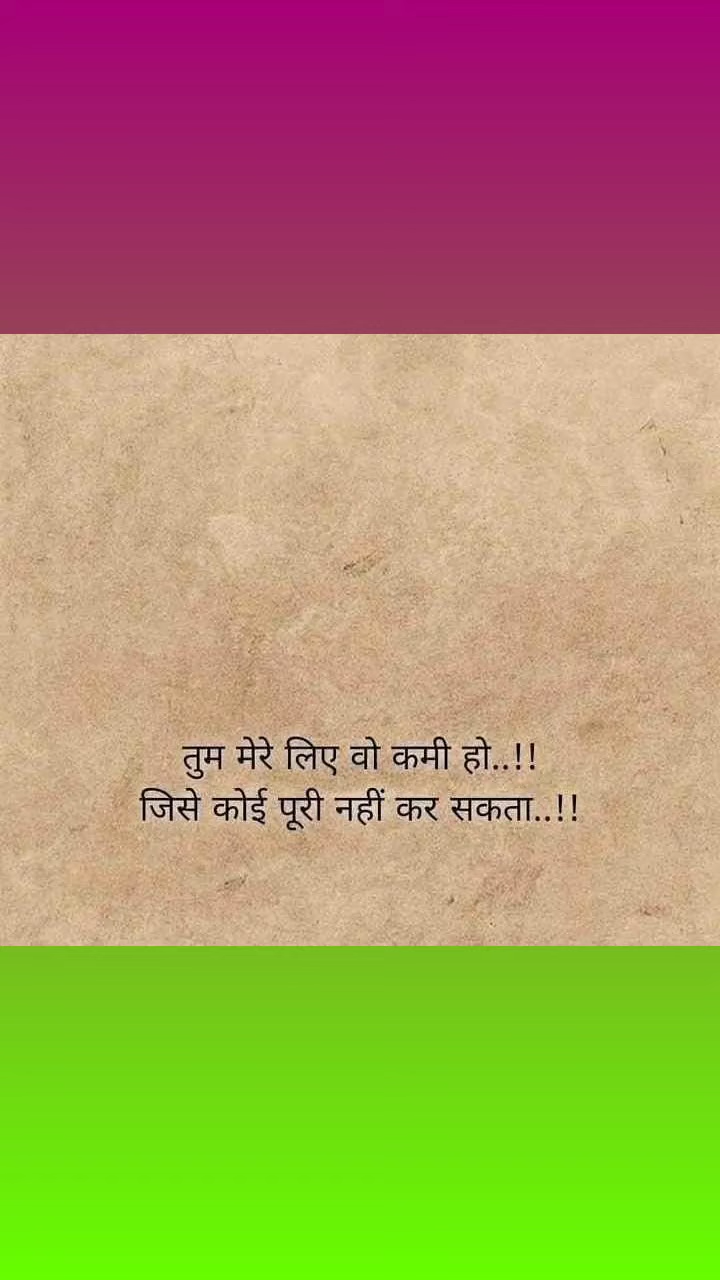 तुम मेरे लिए वो कमी हो..!!
जिसे कोई पूरी नहीं कर सकता..!!